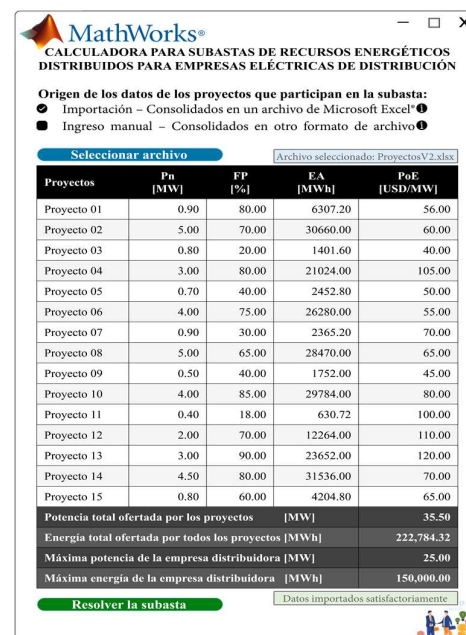 MathWorks®
CALCULADORA PARA SUBASTAS DE RECURSOS ENERGÉTICOS
DISTRIBUIDOS PARA EMPRESAS ELÉCTRICAS DE DISTRIBUCIÓN
Origen de los datos de los proyectos que participan en la subasta:
Importación – Consolidados en un archivo de Microsoft Excel®❶
Ingreso manual – Consolidados en otro formato de archivo❶
Seleccionar archivo Archivo seleccionado: ProyectosV2.xlsx
Proyectos Pn [MW] FP [%] EA [MWh] PoE [USD/MW]
Proyecto 01 0.90 80.00 6307.20 56.00
Proyecto 02 5.00 70.00 30660.00 60.00
Proyecto 03 0.80 20.00 1401.60 40.00
Proyecto 04 3.00 80.00 21024.00 105.00
Proyecto 05 0.70 40.00 2452.80 50.00
Proyecto 06 4.00 75.00 26280.00 55.00
Proyecto 07 0.90 30.00 2365.20 70.00
Proyecto 08 5.00 65.00 28470.00 65.00
Proyecto 09 0.50 40.00 1752.00 45.00
Proyecto 10 4.00 85.00 29784.00 80.00
Proyecto 11 0.40 18.00 630.72 100.00
Proyecto 12 2.00 70.00 12264.00 110.00
Proyecto 13 3.00 90.00 23652.00 120.00
Proyecto 14 4.50 80.00 31536.00 70.00
Proyecto 15 0.80 60.00 4204.80 65.00
Potencia total ofertada por los proyectos [MW] 35.50
Energía total ofertada por todos los proyectos [MWh] 222,784.32
Máxima potencia de la empresa distribuidora [MW] 25.00
Máxima energía de la empresa distribuidora [MWh] 150,000.00
Resolver la subasta Datos importados satisfactoriamente